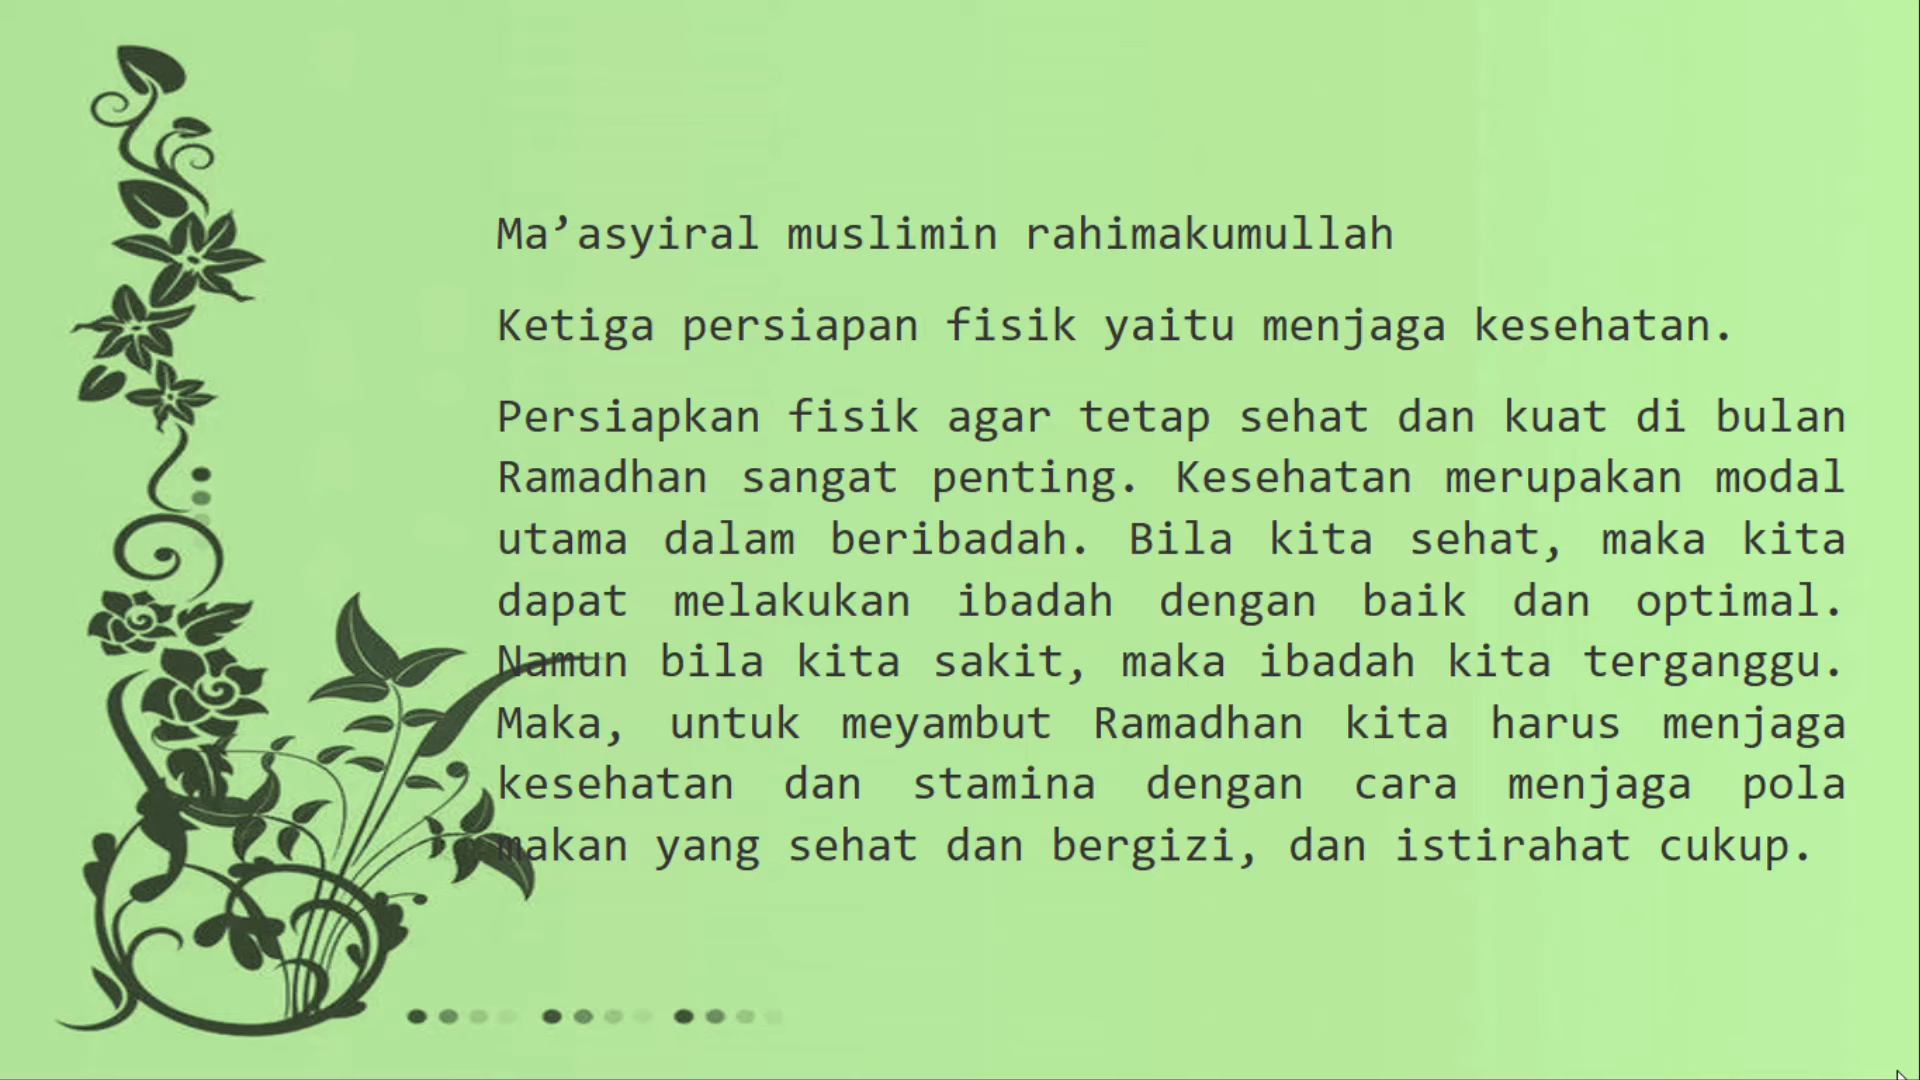 Ma’asyiral muslimin rahimakumullah
Ketiga persiapan fisik yaitu menjaga kesehatan.
Persiapkan fisik agar tetap sehat dan kuat di bulan
Ramadhan sangat penting. Kesehatan merupakan modal
utama dalam beribadah. Bila kita sehat, maka kita
dapat melakukan ibadah dengan baik dan optimal.
Namun bila kita sakit, maka ibadah kita terganggu.
Maka, untuk meyambut Ramadhan kita harus menjaga
kesehatan dan stamina dengan cara menjaga pola
makan yang sehat dan bergizi, dan istirahat cukup.